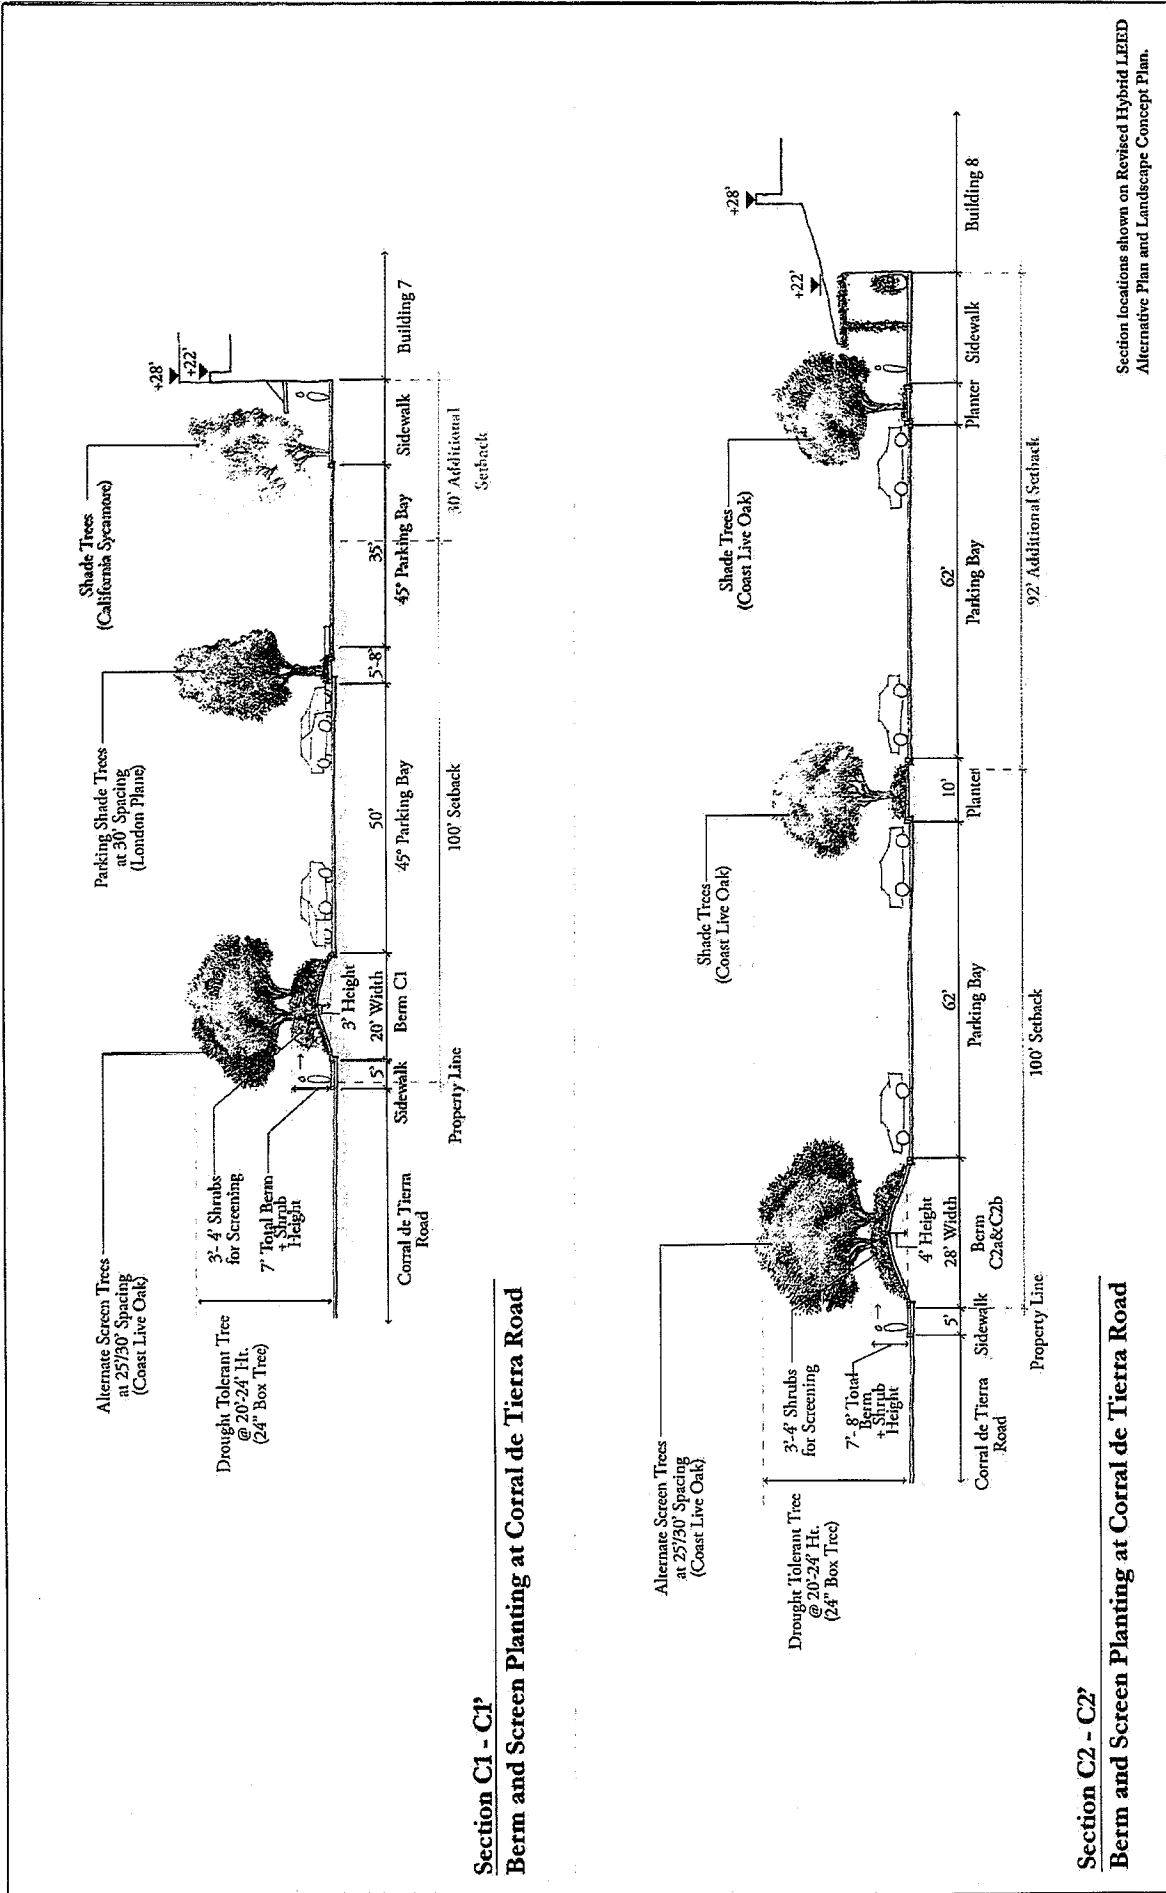 Alternate Screen Trees
at 25'/30' Spacing
(Coast Live Oak)
Parking Shade Trees
at 30' Spacing
(London Plane)
Shade Trees
(California Sycamore)
+28'
+22'
Drought Tolerant Tree
@ 20'-24' Ht.
(24" Box Tree)
3'- 4' Shrubs
for Screening
7' Total Berm
+ Shrub
Height
Corral de Tierra
Road
5'
Sidewalk
3' Height
20' Width
Berm C1
50'
45° Parking Bay
5'-8'
35'
45° Parking Bay
Sidewalk
Building 7
Property Line
100' Setback
30' Additional
Setback
Section C1 - C1'
Berm and Screen Planting at Corral de Tierra Road
Alternate Screen Trees
at 25'/30' Spacing
(Coast Live Oak)
Shade Trees
(Coast Live Oak)
Shade Trees
(Coast Live Oak)
+22'
+28'
Drought Tolerant Tree
@ 20'-24' Ht.
(24" Box Tree)
3'-4' Shrubs
for Screening
7'- 8' Total
Berm
+ Shrub
Height
Corral de Tierra
Road
5'
Sidewalk
4' Height
28' Width
Berm
C2a&C2b
62'
Parking Bay
10'
Planter
62'
Parking Bay
Planter
Sidewalk
Building 8
Property Line
100' Setback
92' Additional Setback
Section C2 - C2'
Berm and Screen Planting at Corral de Tierra Road
Section locations shown on Revised Hybrid LEED
Alternative Plan and Landscape Concept Plan.